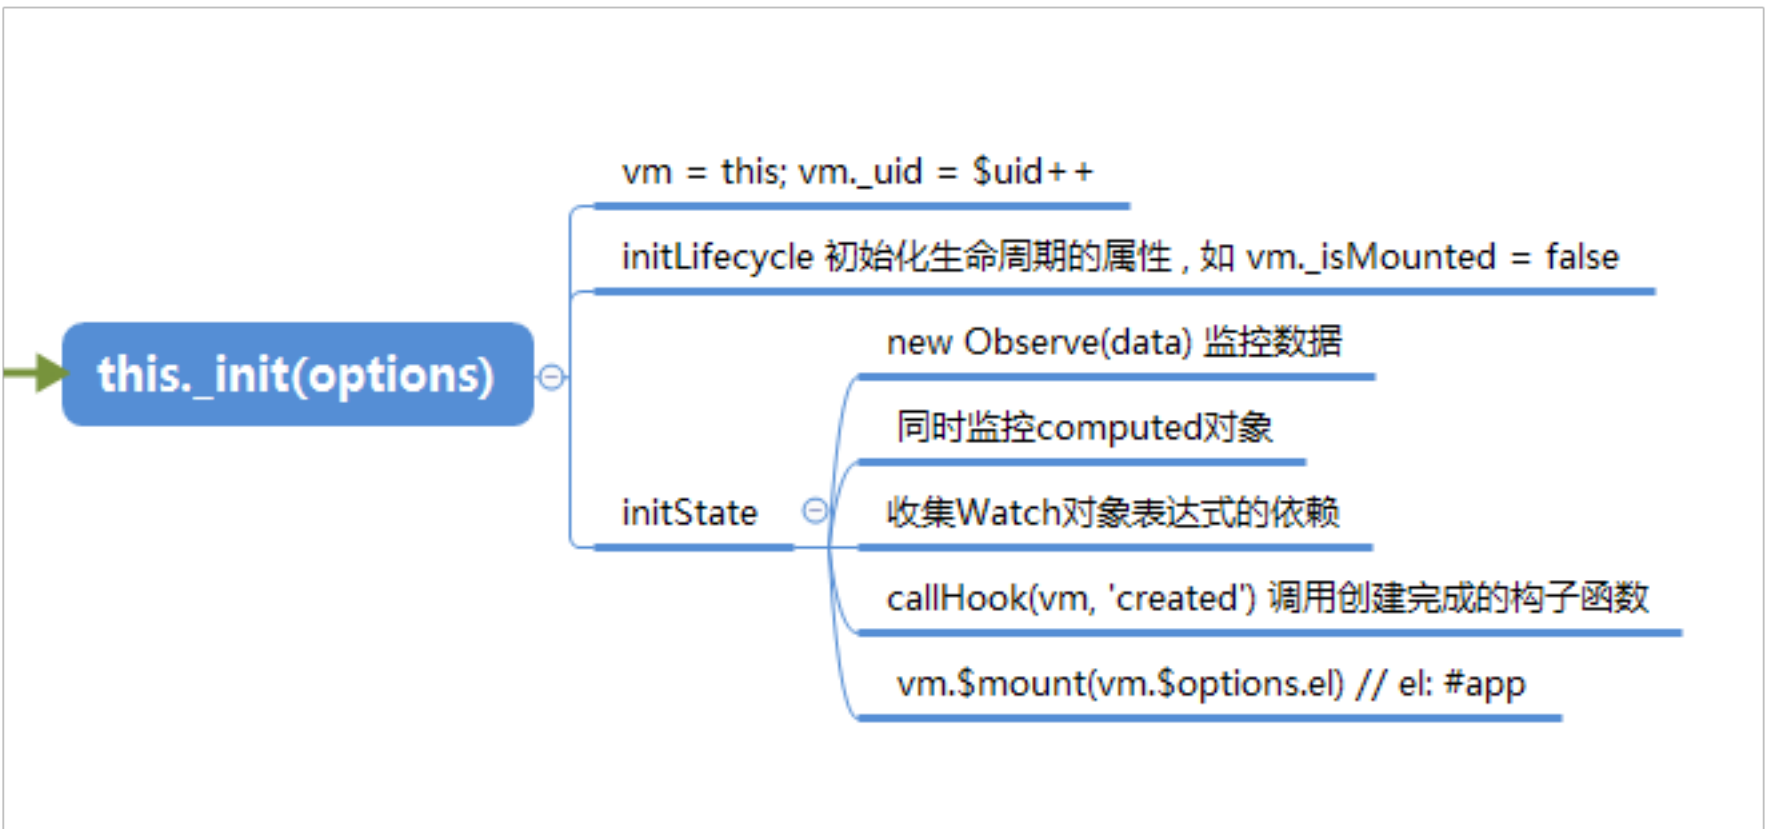 vm = this; vm._uid = $uid++
initLifecycle 初始化生命周期的属性 , 如 vm._isMounted = false
this._init(options)
initState
new Observe(data) 监控数据
同时监控computed对象
收集Watch对象表达式的依赖
callHook(vm, 'created') 调用创建完成的构子函数
vm.$mount(vm.$options.el) // el: #app